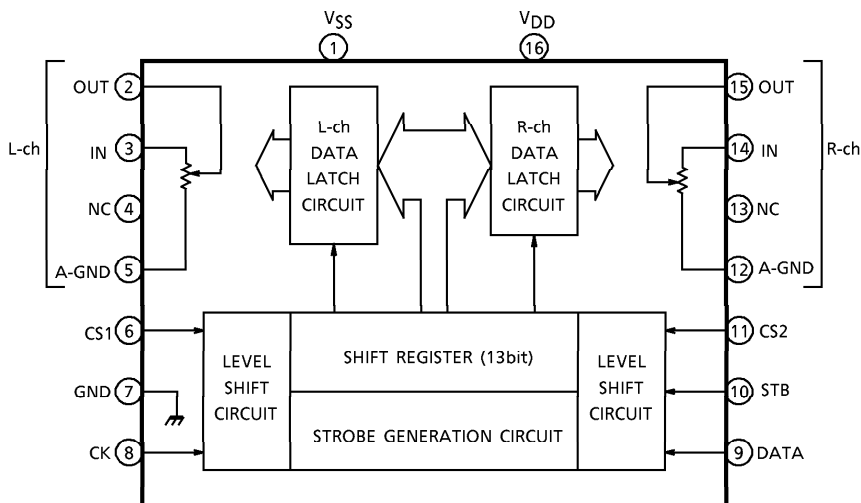 VSS
VDD
1
16
OUT 2
15 OUT
L-ch
R-ch
IN 3
14 IN
NC 4
13 NC
A-GND 5
12 A-GND
L-ch
DATA
LATCH
CIRCUIT
R-ch
DATA
LATCH
CIRCUIT
CS1 6
11 CS2
GND 7
10 STB
CK 8
9 DATA
LEVEL
SHIFT
CIRCUIT
SHIFT REGISTER (13bit)
STROBE GENERATION CIRCUIT
LEVEL
SHIFT
CIRCUIT